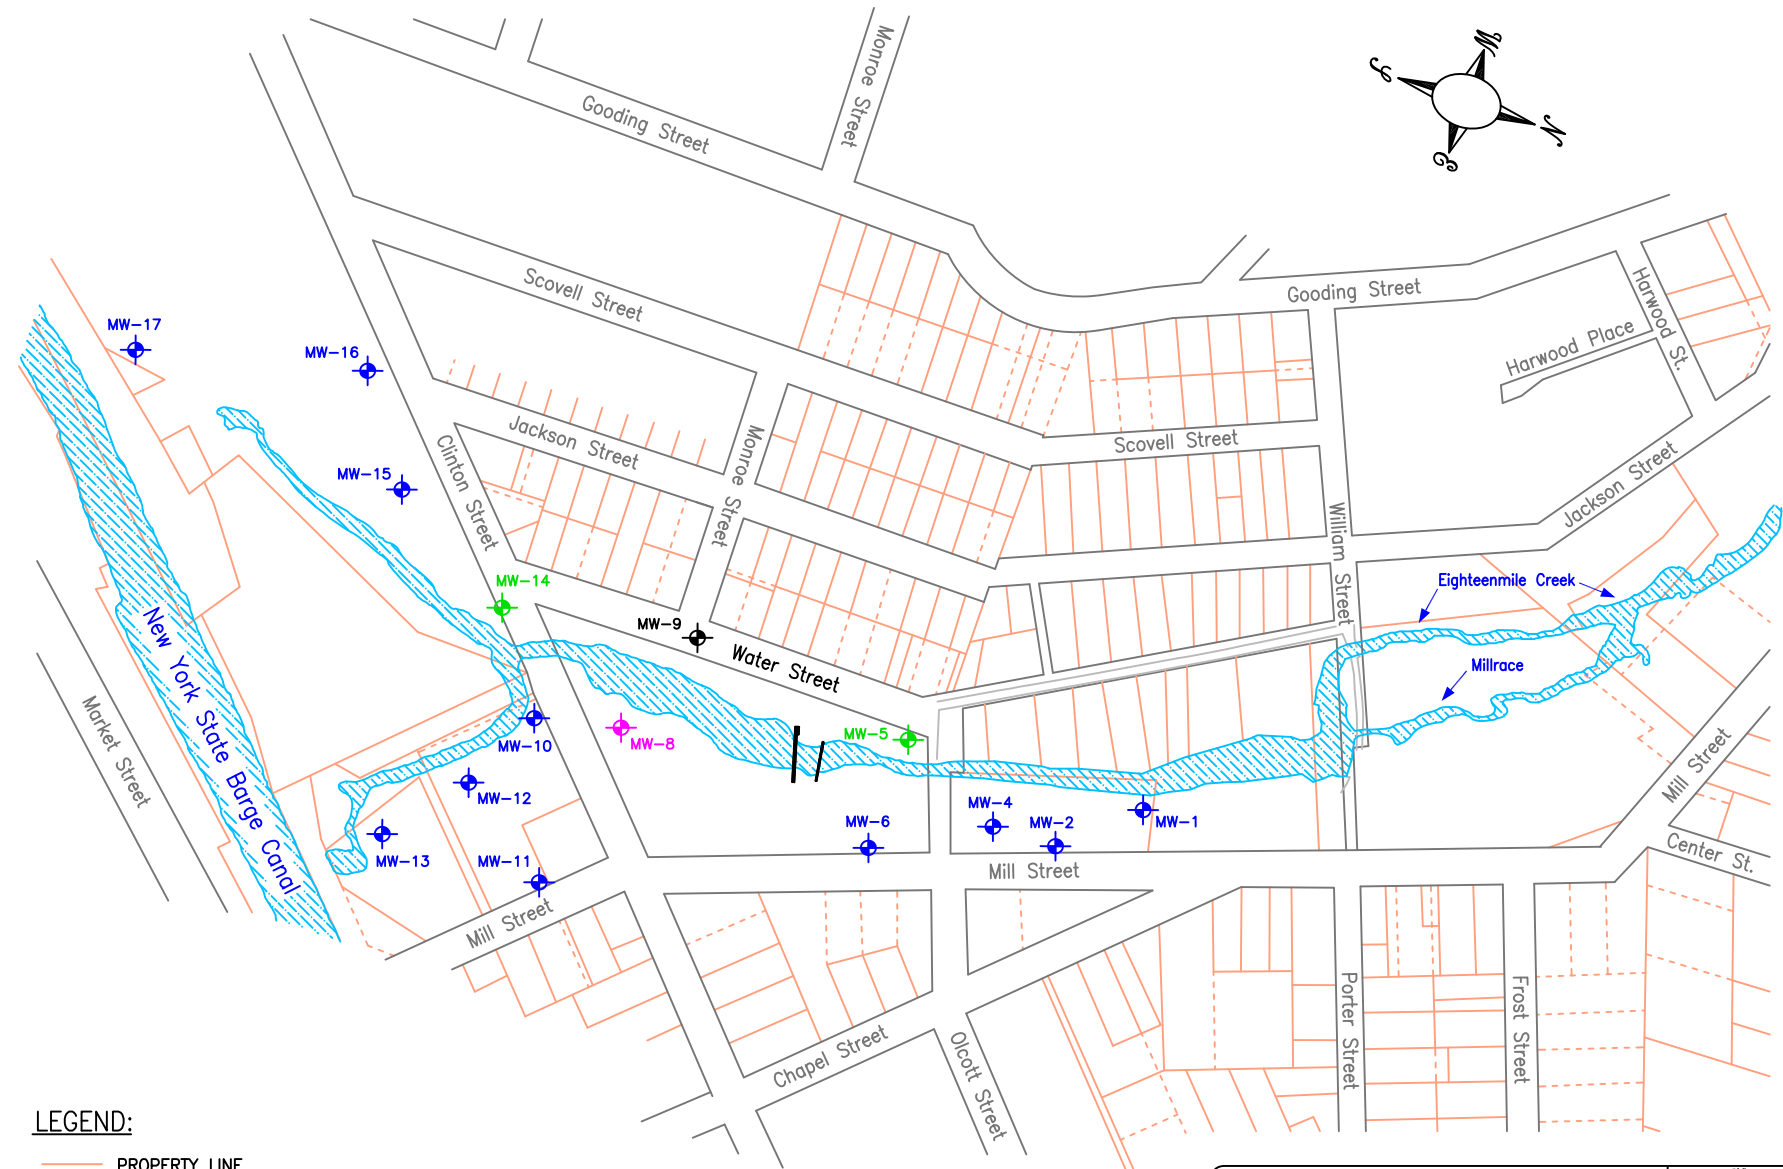 Monroe Street
W
S
N
E
Gooding Street
Scovell Street
Gooding Street
Harwood St.
Harwood Place
MW-17
MW-16
Jackson Street
Monroe Street
Scovell Street
Clinton Street
Jackson Street
MW-15
William Street
MW-14
Eighteenmile Creek
MW-9
Water Street
Millrace
New York State Barge Canal
Market Street
MW-10
MW-8
MW-5
Mill Street
MW-12
MW-4
MW-6
MW-2
MW-1
MW-13
MW-11
Mill Street
Center St.
Mill Street
Porter Street
Frost Street
Chapel Street
Olcott Street
LEGEND:
PROPERTY LINE